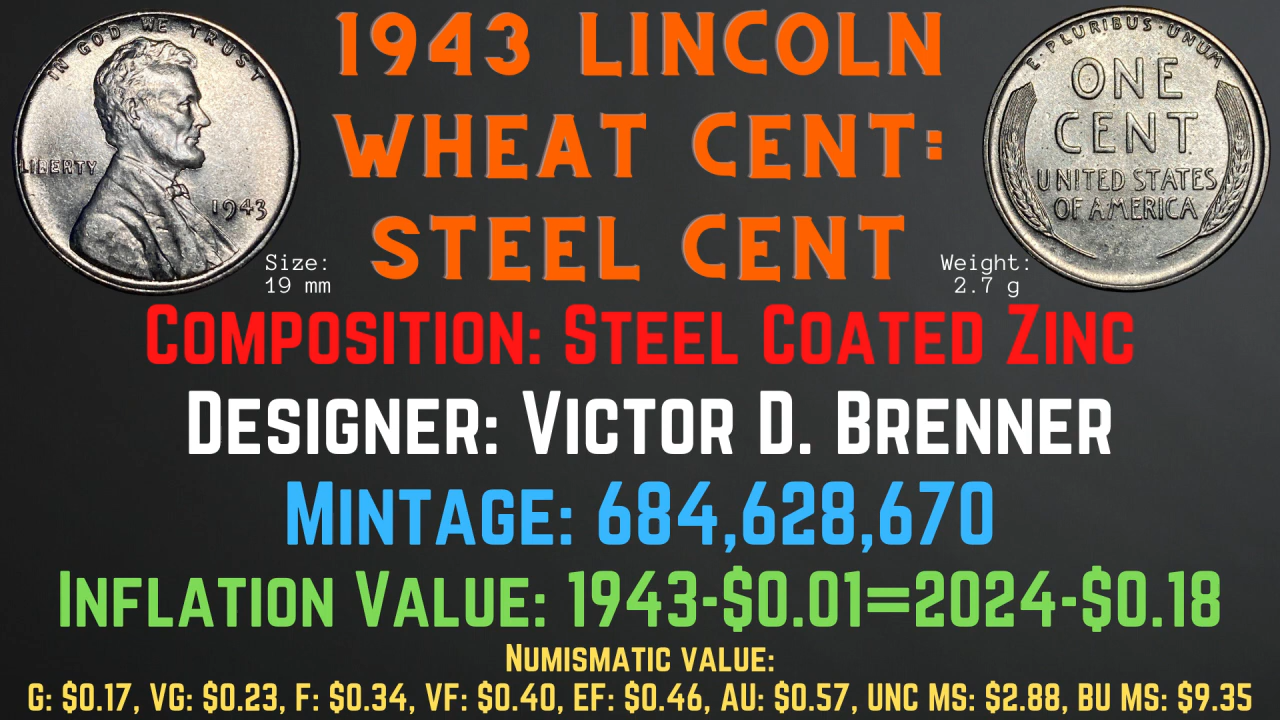 IN GOD WE TRUST
LIBERTY
1943
1943 LINCOLN
WHEAT CENT:
STEEL CENT
E·PLURIBUS·UNUM
ONE
CENT
UNITED STATES
OF AMERICA
Size:
19 mm
Weight:
2.7 g
COMPOSITION: STEEL COATED ZINC
DESIGNER: VICTOR D. BRENNER
MINTAGE: 684,628,670
INFLATION VALUE: 1943-$0.01=2024-$0.18
NUMISMATIC VALUE:
G: $0.17, VG: $0.23, F: $0.34, VF: $0.40, EF: $0.46, AU: $0.57, UNC MS: $2.88, BU MS: $9.35